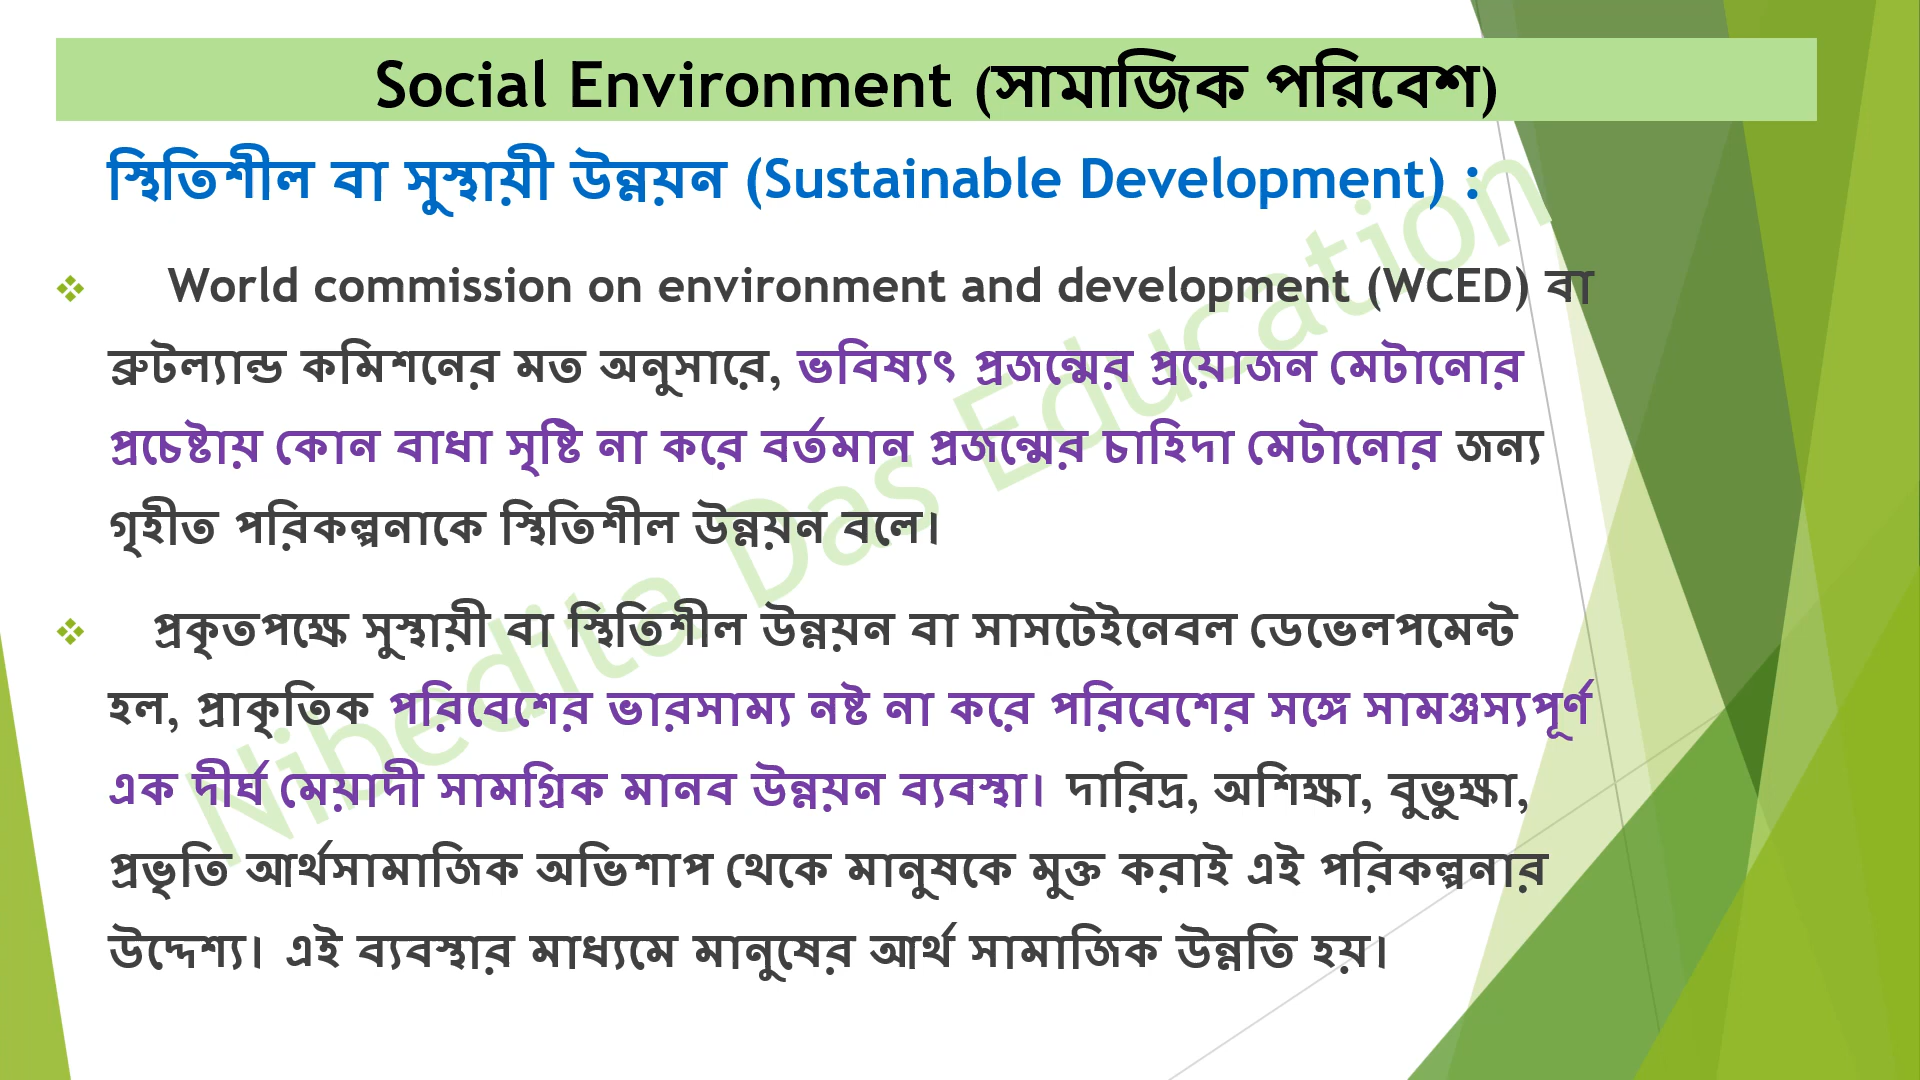 Social Environment (সামাজিক পরিবেশ)
স্থিতিশীল বা সুস্থায়ী উন্নয়ন (Sustainable Development) :
World commission on environment and development (WCED) বা
ব্রুটল্যান্ড কমিশনের মত অনুসারে, ভবিষ্যৎ প্রজন্মের প্রয়োজন মেটানোর
প্রচেষ্টায় কোন বাধা সৃষ্টি না করে বর্তমান প্রজন্মের চাহিদা মেটানোর জন্য
গৃহীত পরিকল্পনাকে স্থিতিশীল উন্নয়ন বলে।
প্রকৃতপক্ষে সুস্থায়ী বা স্থিতিশীল উন্নয়ন বা সাসটেইনেবল ডেভেলপমেন্ট
হল, প্রাকৃতিক পরিবেশের ভারসাম্য নষ্ট না করে পরিবেশের সঙ্গে সামঞ্জস্যপূর্ণ
এক দীর্ঘ মেয়াদী সামগ্রিক মানব উন্নয়ন ব্যবস্থা। দারিদ্র, অশিক্ষা, বুভুক্ষা,
প্রভৃতি আর্থসামাজিক অভিশাপ থেকে মানুষকে মুক্ত করাই এই পরিকল্পনার
উদ্দেশ্য। এই ব্যবস্থার মাধ্যমে মানুষের আর্থ সামাজিক উন্নতি হয়।
Nibedita Das Education